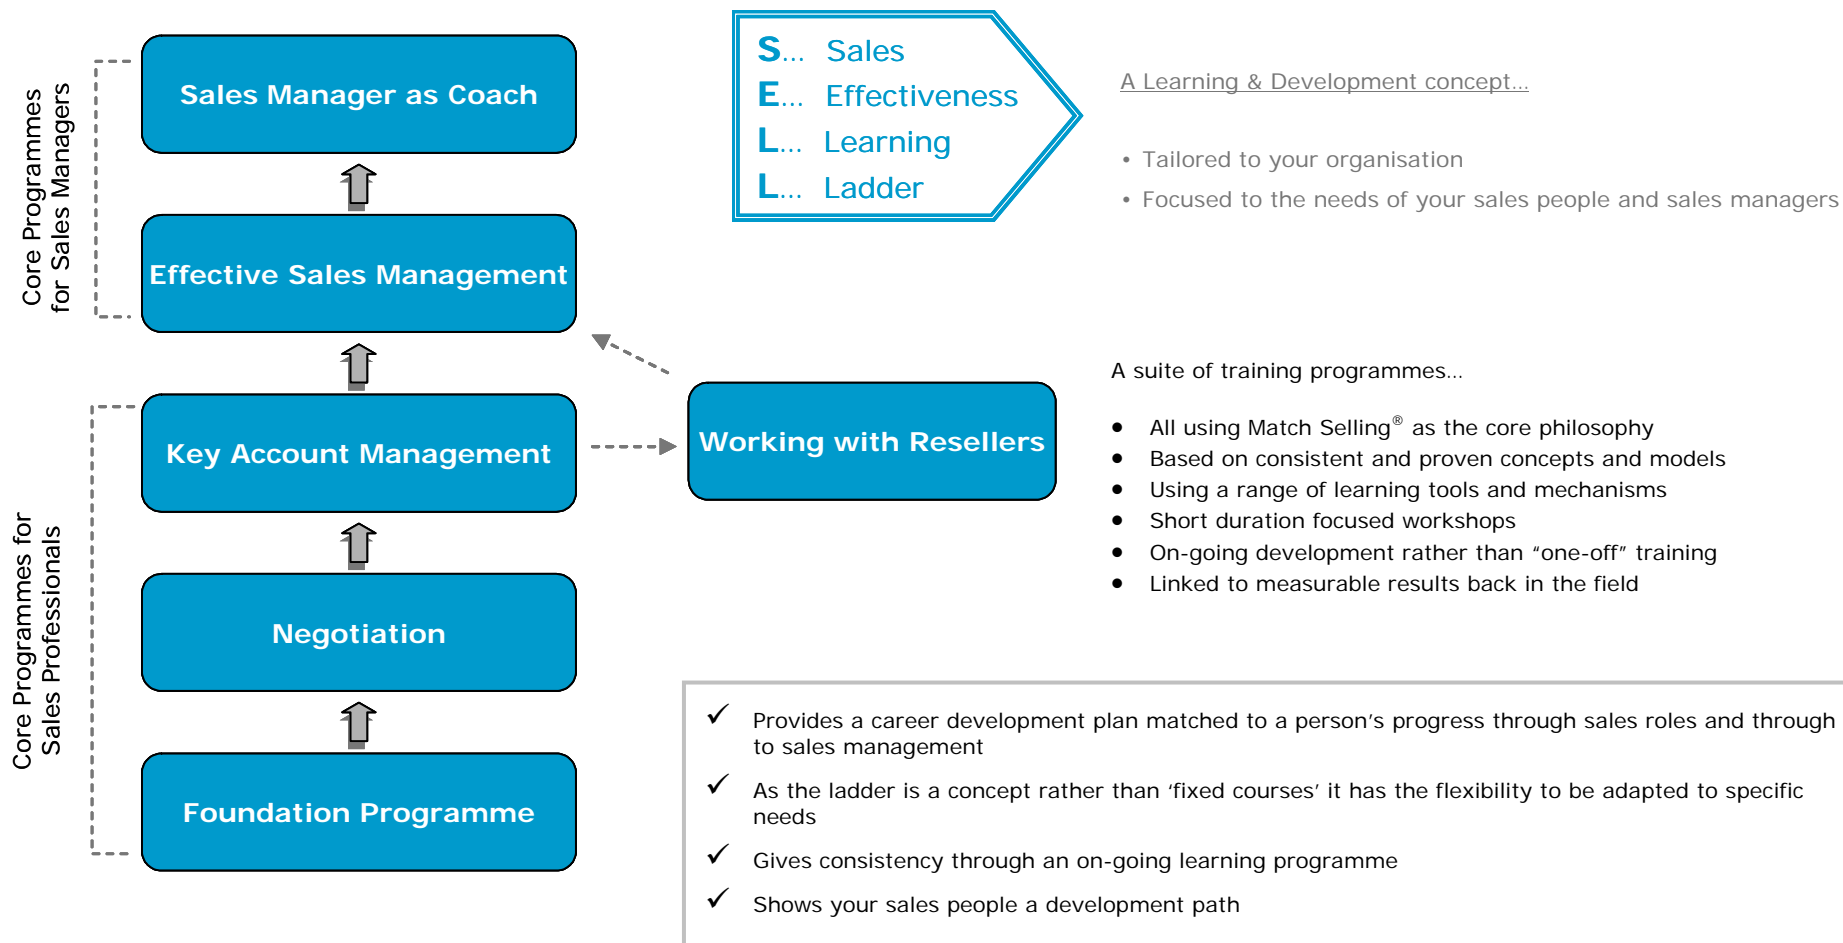 Core Programmes
for Sales Managers
Sales Manager as Coach
Effective Sales Management
Core Programmes for
Sales Professionals
Key Account Management
Negotiation
Foundation Programme
Working with Resellers
S... Sales
E... Effectiveness
L... Learning
L... Ladder
A Learning & Development concept...
• Tailored to your organisation
• Focused to the needs of your sales people and sales managers
A suite of training programmes...
• All using Match Selling® as the core philosophy
• Based on consistent and proven concepts and models
• Using a range of learning tools and mechanisms
• Short duration focused workshops
• On-going development rather than “one-off” training
• Linked to measurable results back in the field
✓ Provides a career development plan matched to a person’s progress through sales roles and through
to sales management
✓ As the ladder is a concept rather than ‘fixed courses’ it has the flexibility to be adapted to specific
needs
✓ Gives consistency through an on-going learning programme
✓ Shows your sales people a development path